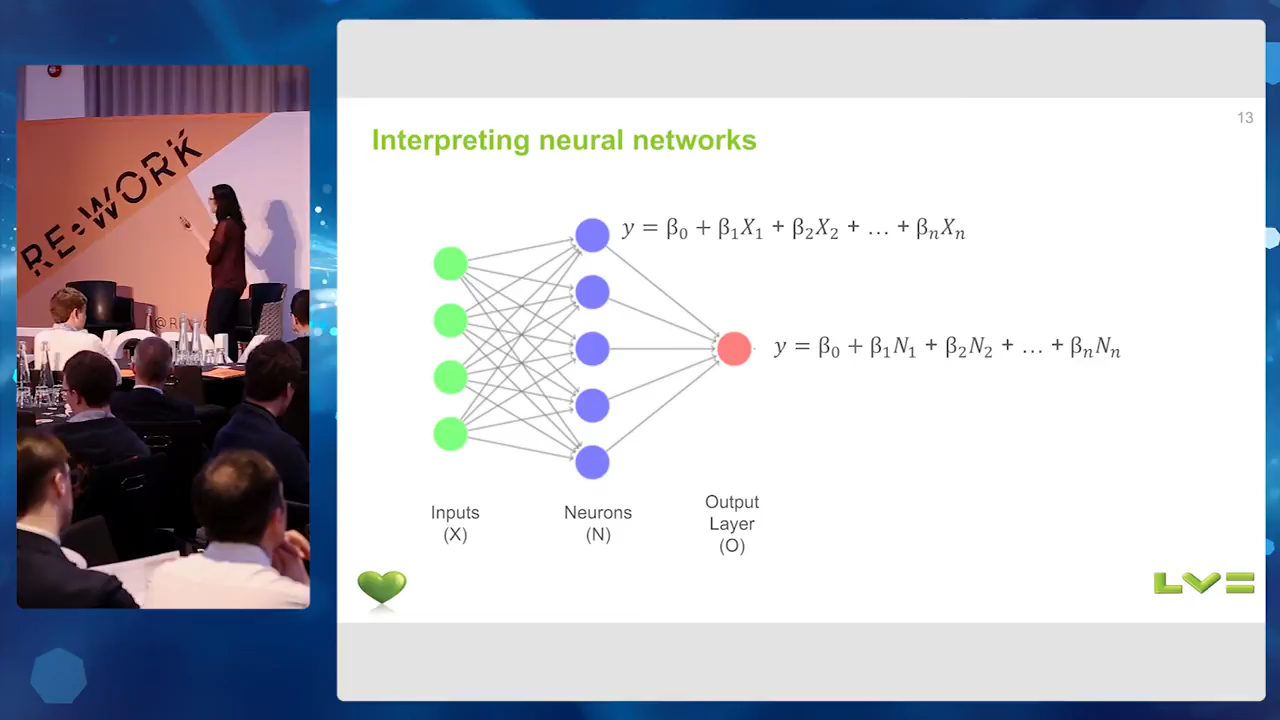 RE•WORK
13
Interpreting neural networks
y = β₀ + β₁X₁ + β₂X₂ + … + βₙXₙ
y = β₀ + β₁N₁ + β₂N₂ + … + βₙNₙ
Inputs
(X)
Neurons
(N)
Output
Layer
(O)
LV=